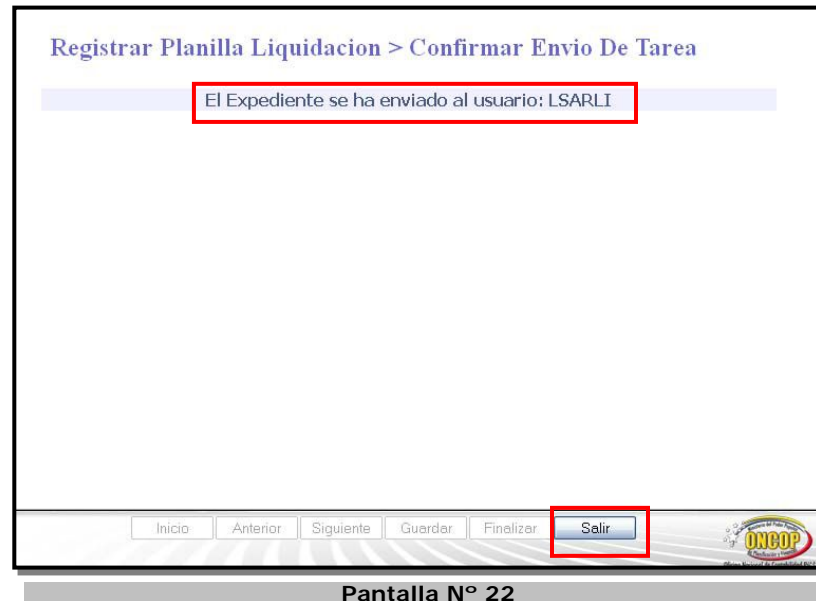 Registrar Planilla Liquidacion > Confirmar Envio De Tarea
El Expediente se ha enviado al usuario: LSARLI
Inicio Anterior Siguiente Guardar Finalizar Salir
ONCOP
Pantalla Nº 22